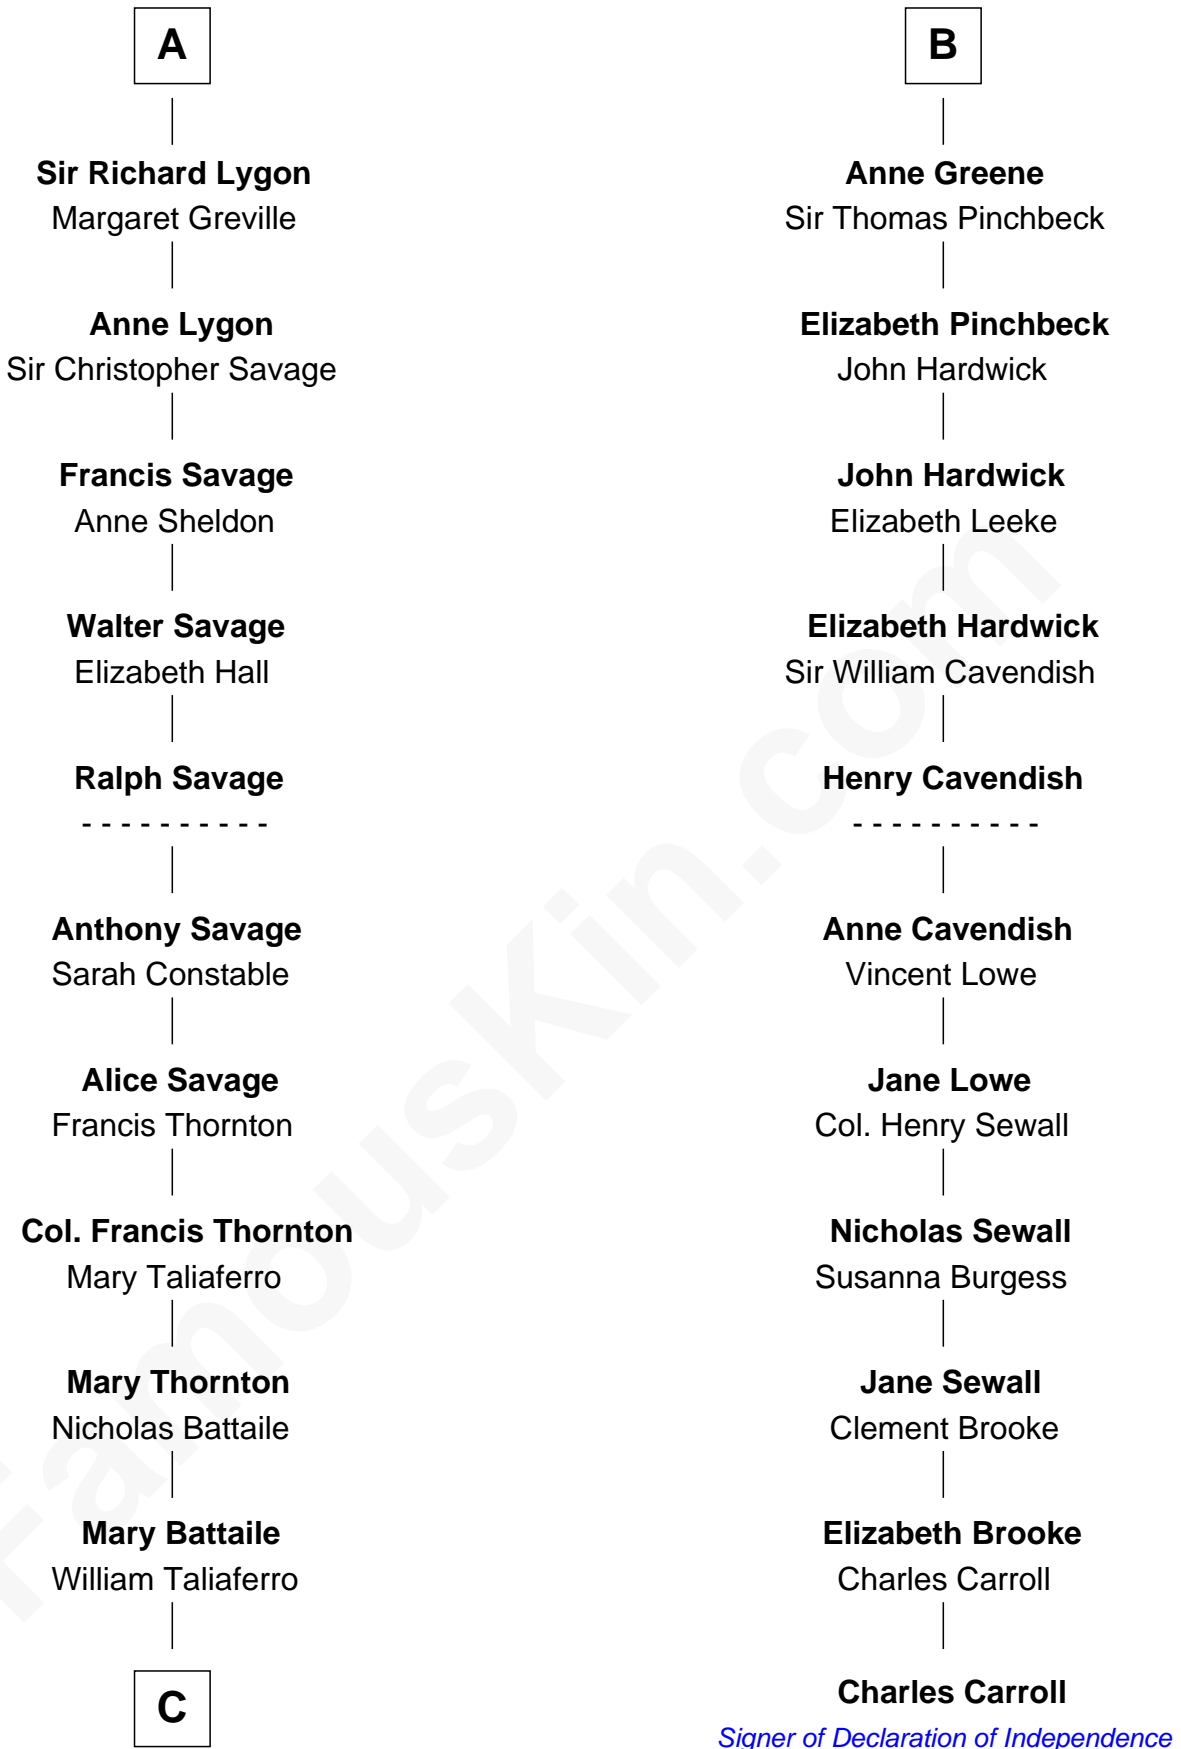 A
Sir Richard Lygon
Margaret Greville
Anne Lygon
Sir Christopher Savage
Francis Savage
Anne Sheldon
Walter Savage
Elizabeth Hall
Ralph Savage
- - - - - - - - - -
Anthony Savage
Sarah Constable
Alice Savage
Francis Thornton
Col. Francis Thornton
Mary Taliaferro
Mary Thornton
Nicholas Battaile
Mary Battaile
William Taliaferro
C
B
Anne Greene
Sir Thomas Pinchbeck
Elizabeth Pinchbeck
John Hardwick
John Hardwick
Elizabeth Leeke
Elizabeth Hardwick
Sir William Cavendish
Henry Cavendish
- - - - - - - - - -
Anne Cavendish
Vincent Lowe
Jane Lowe
Col. Henry Sewall
Nicholas Sewall
Susanna Burgess
Jane Sewall
Clement Brooke
Elizabeth Brooke
Charles Carroll
Charles Carroll
Signer of Declaration of Independence
FamousKin.com